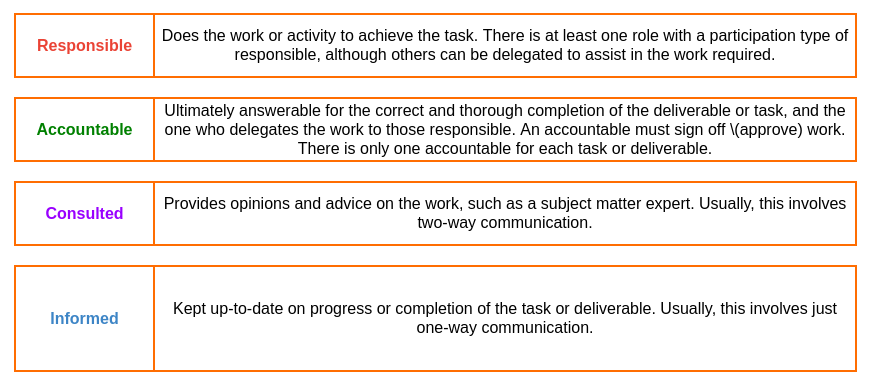 Responsible
Does the work or activity to achieve the task. There is at least one role with a participation type of
responsible, although others can be delegated to assist in the work required.
Accountable
Ultimately answerable for the correct and thorough completion of the deliverable or task, and the
one who delegates the work to those responsible. An accountable must sign off \(approve) work.
There is only one accountable for each task or deliverable.
Consulted
Provides opinions and advice on the work, such as a subject matter expert. Usually, this involves
two-way communication.
Informed
Kept up-to-date on progress or completion of the task or deliverable. Usually, this involves just
one-way communication.